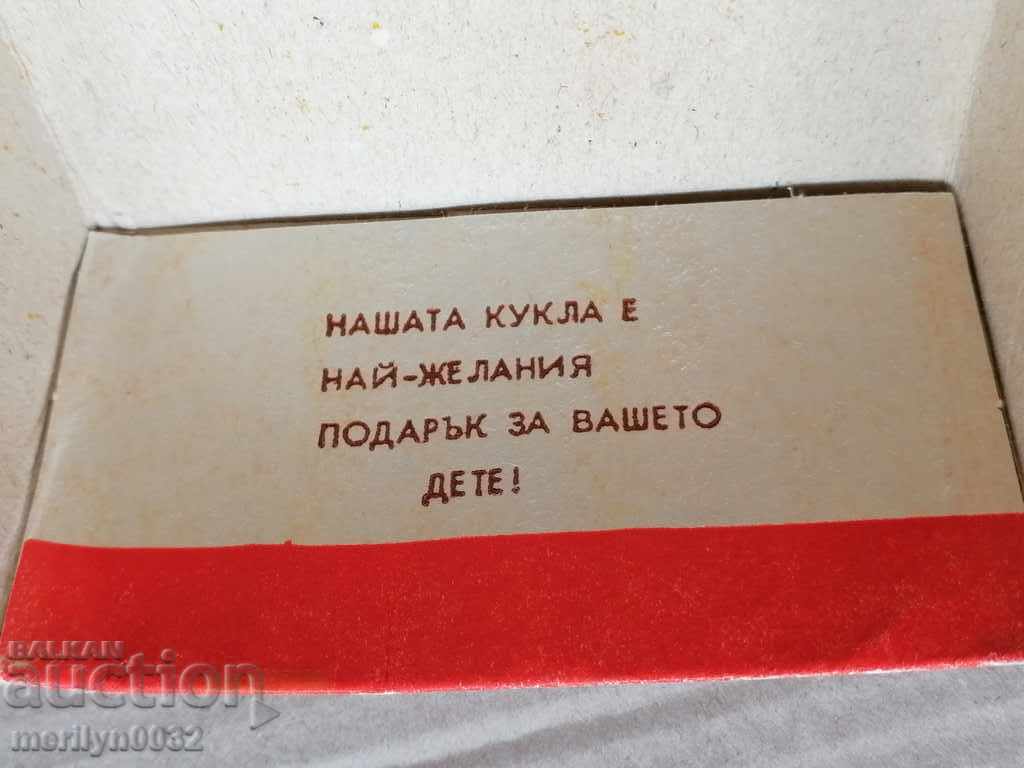 НАШАТА КУКЛА Е
НАЙ-ЖЕЛАНИЯ
ПОДАРЪК ЗА ВАШЕТО
ДЕТЕ!
BALKAN
auction
merilyn0032